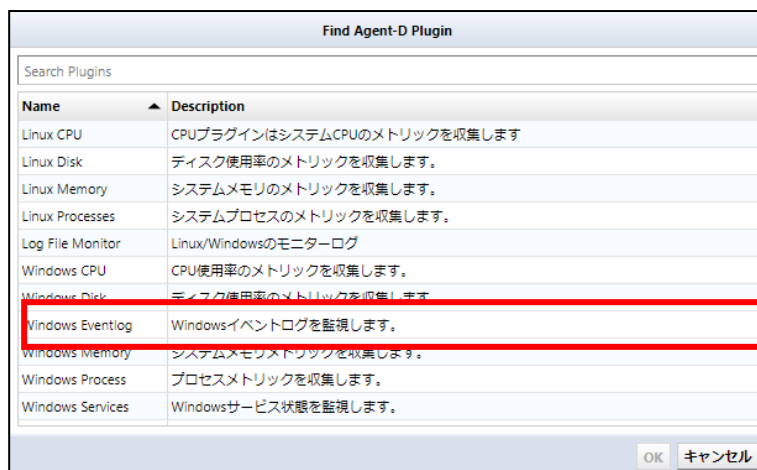 Find Agent-D Plugin
Search Plugins
Name Description
Linux CPU CPUプラグインはシステムCPUのメトリックを収集します
Linux Disk ディスク使用率のメトリックを収集します。
Linux Memory システムメモリのメトリックを収集します。
Linux Processes システムプロセスのメトリックを収集します。
Log File Monitor Linux/Windowsのモニターログ
Windows CPU CPU使用率のメトリックを収集します。
Windows Disk ディスク使用率のメトリックを収集します
Windows Eventlog Windowsイベントログを監視します。
Windows Memory システムメモリメトリックを収集します。
Windows Process プロセスメトリックを収集します。
Windows Services Windowsサービス状態を監視します。
OK キャンセル